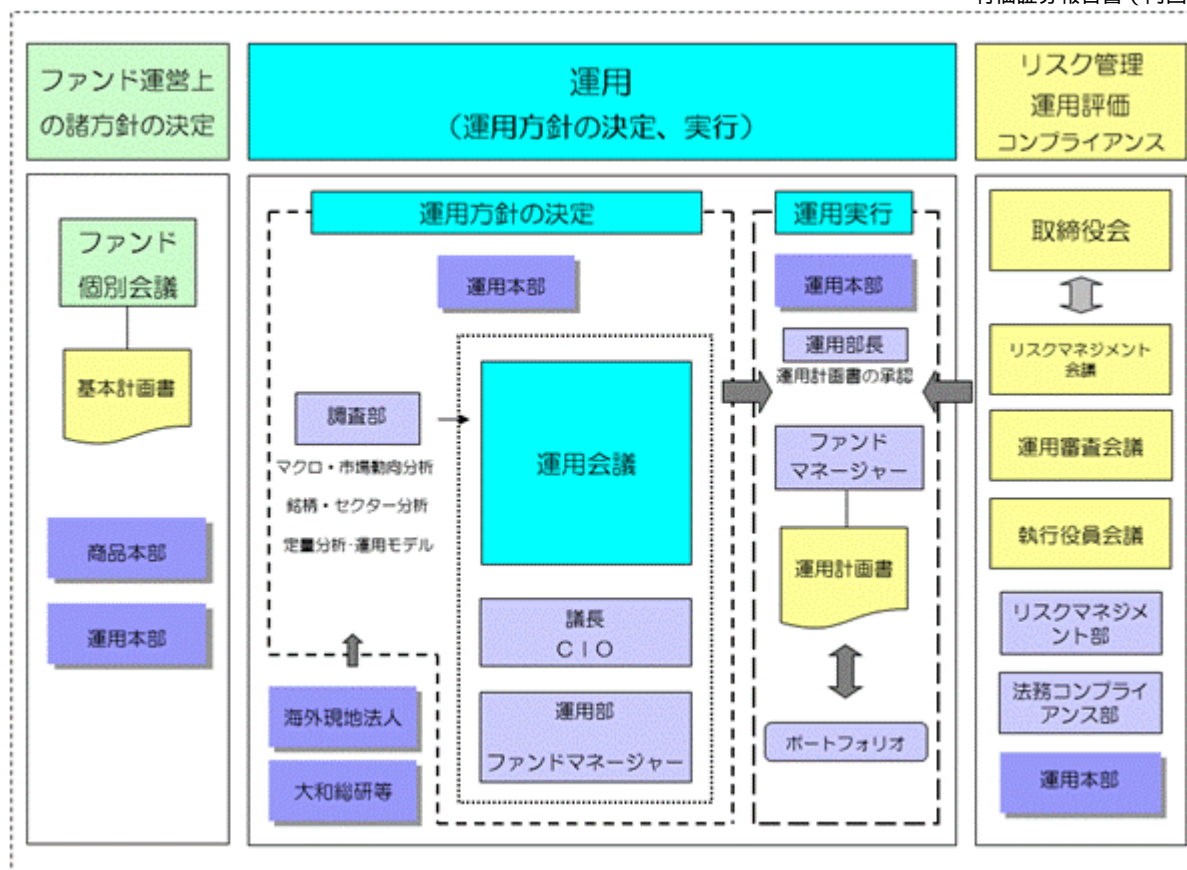 ファンド運営上
の諸方針の決定
ファンド
個別会議
基本計画書
商品本部
運用本部
運用
（運用方針の決定、実行）
運用方針の決定
運用本部
調査部
マクロ・市場動向分析
銘柄・セクター分析
定量分析・運用モデル
運用会議
議長
ＣＩＯ
運用部
ファンドマネージャー
海外現地法人
大和総研等
運用実行
運用本部
運用部長
運用計画書の承認
ファンド
マネージャー
運用計画書
ポートフォリオ
リスク管理
運用評価
コンプライアンス
取締役会
リスクマネジメント
会議
運用審査会議
執行役員会議
リスクマネジメ
ント部
法務コンプライ
アンス部
運用本部